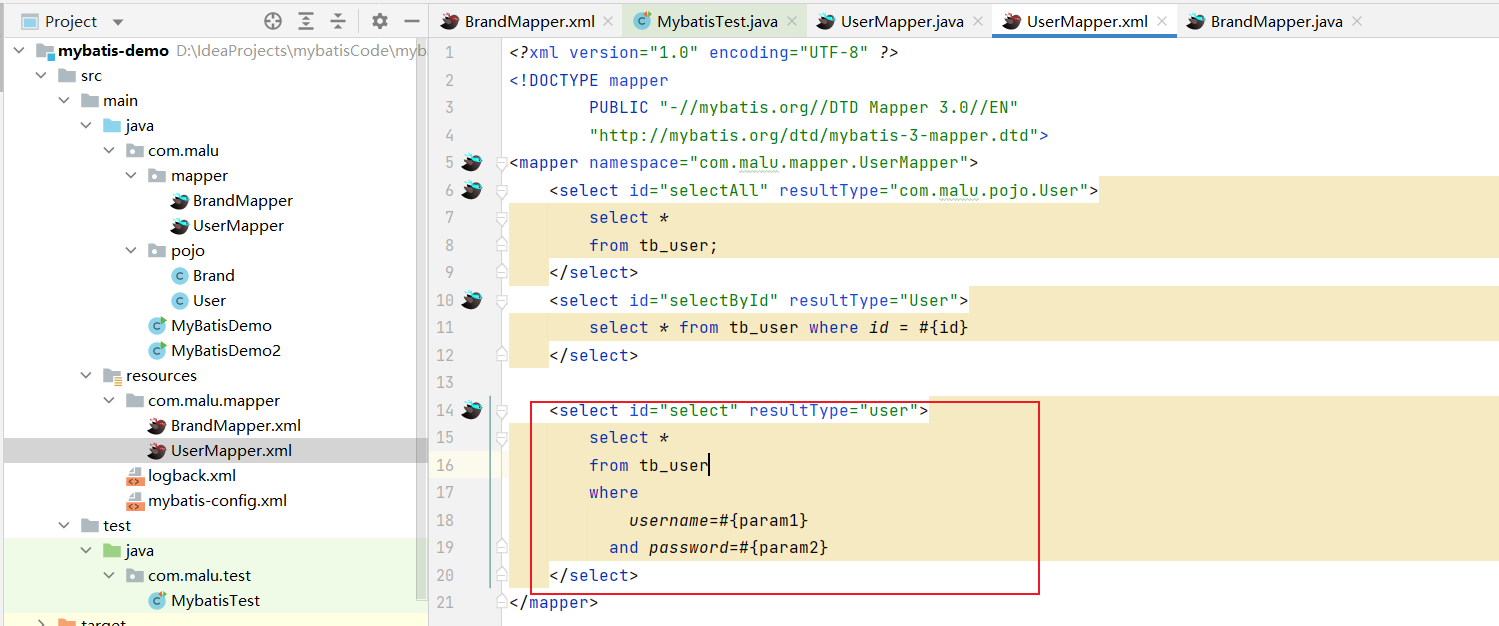 Project
BrandMapper.xml
MybatisTest.java
UserMapper.java
UserMapper.xml
BrandMapper.java
mybatis-demo D:\IdeaProjects\mybatisCode\myb
src
main
java
com.malu
mapper
BrandMapper
UserMapper
pojo
Brand
User
MyBatisDemo
MyBatisDemo2
resources
com.malu.mapper
BrandMapper.xml
UserMapper.xml
logback.xml
mybatis-config.xml
test
java
com.malu.test
MybatisTest
target
1 <?xml version="1.0" encoding="UTF-8" ?>
2 <!DOCTYPE mapper
3 PUBLIC "-//mybatis.org//DTD Mapper 3.0//EN"
4 "http://mybatis.org/dtd/mybatis-3-mapper.dtd">
5 <mapper namespace="com.malu.mapper.UserMapper">
6 <select id="selectAll" resultType="com.malu.pojo.User">
7 select *
8 from tb_user;
9 </select>
10 <select id="selectById" resultType="User">
11 select * from tb_user where id = #{id}
12 </select>
13
14 <select id="select" resultType="user">
15 select *
16 from tb_user
17 where
18 username=#{param1}
19 and password=#{param2}
20 </select>
21 </mapper>